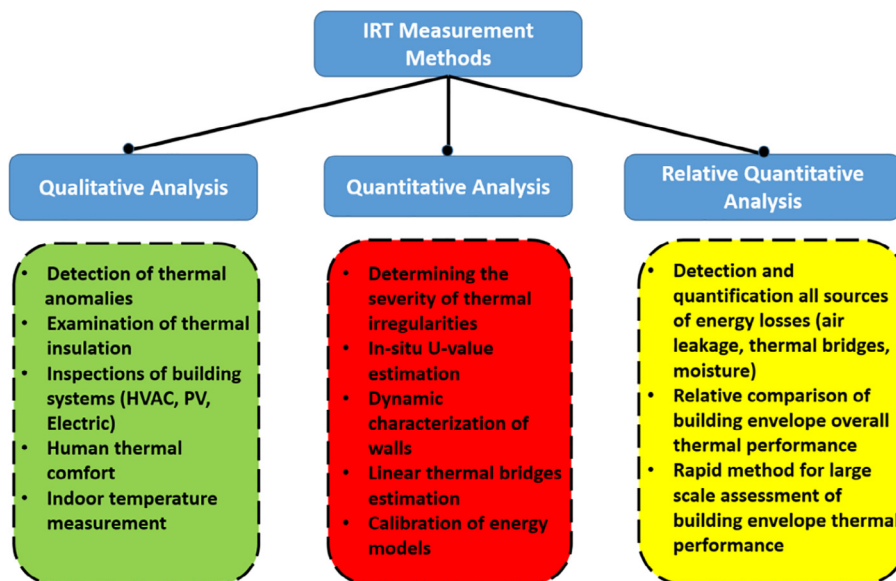 IRT Measurement
Methods
Qualitative Analysis
Quantitative Analysis
Relative Quantitative
Analysis
• Detection of thermal
anomalies
• Examination of thermal
insulation
• Inspections of building
systems (HVAC, PV,
Electric)
• Human thermal
comfort
• Indoor temperature
measurement
• Determining the
severity of thermal
irregularities
• In-situ U-value
estimation
• Dynamic
characterization of
walls
• Linear thermal bridges
estimation
• Calibration of energy
models
• Detection and
quantification all sources
of energy losses (air
leakage, thermal bridges,
moisture)
• Relative comparison of
building envelope overall
thermal performance
• Rapid method for large
scale assessment of
building envelope thermal
performance